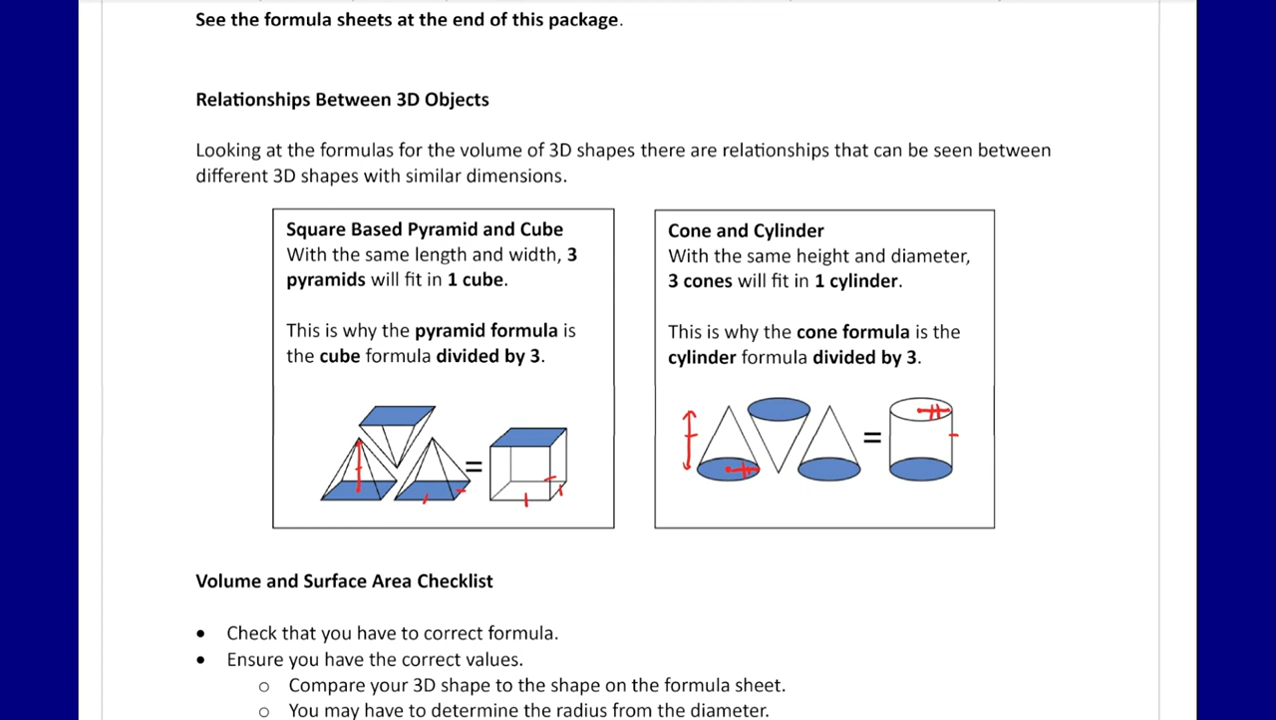 See the formula sheets at the end of this package.
Relationships Between 3D Objects
Looking at the formulas for the volume of 3D shapes there are relationships that can be seen between
different 3D shapes with similar dimensions.
Square Based Pyramid and Cube
With the same length and width, 3
pyramids will fit in 1 cube.
This is why the pyramid formula is
the cube formula divided by 3.
=
Cone and Cylinder
With the same height and diameter,
3 cones will fit in 1 cylinder.
This is why the cone formula is the
cylinder formula divided by 3.
=
Volume and Surface Area Checklist
• Check that you have to correct formula.
• Ensure you have the correct values.
o Compare your 3D shape to the shape on the formula sheet.
o You may have to determine the radius from the diameter.